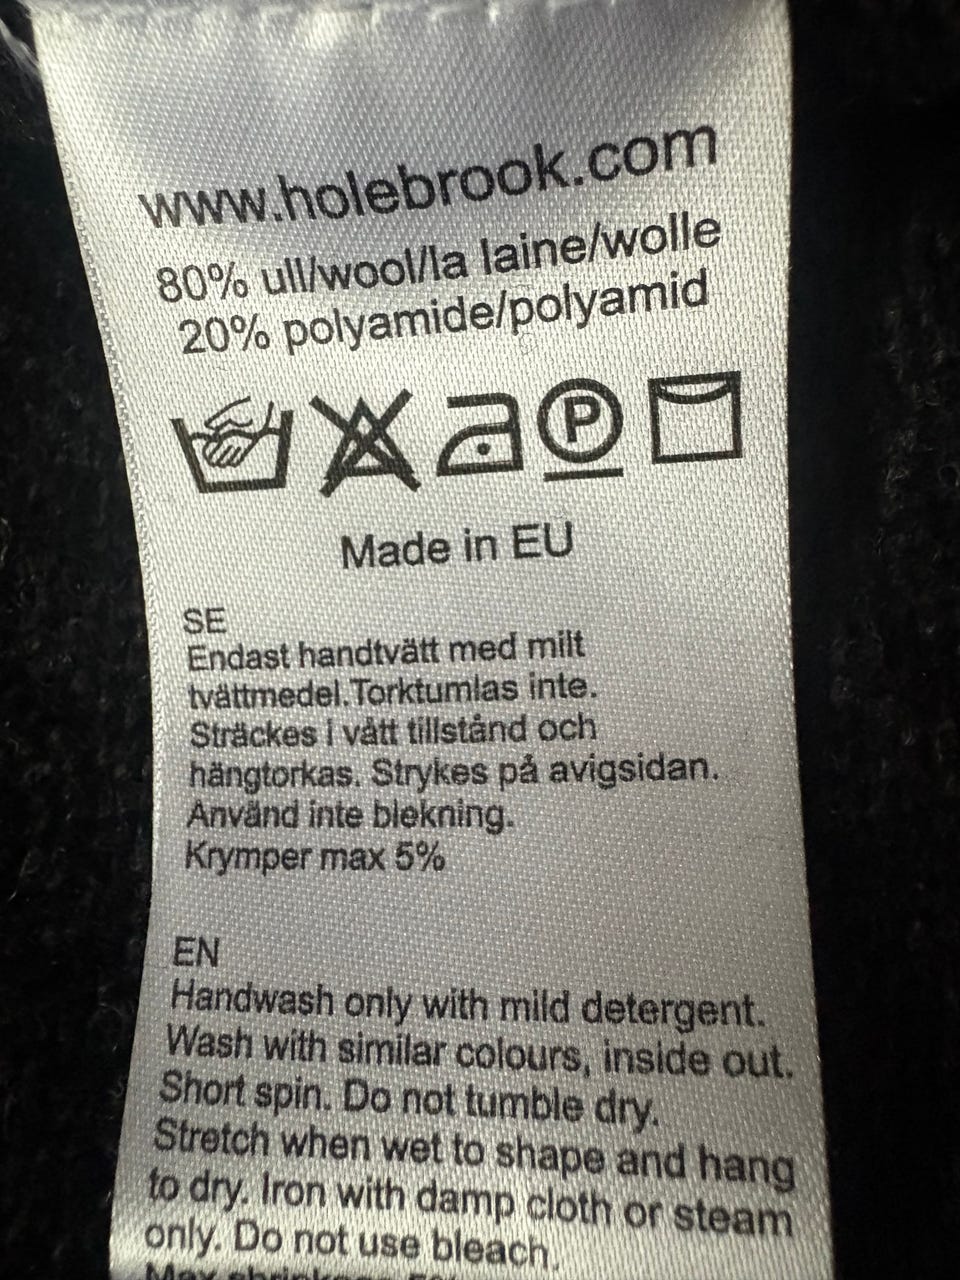 www.holebrook.com
80% ull/wool/la laine/wolle
20% polyamide/polyamid
P
Made in EU
SE
Endast handtvätt med milt
tvättmedel.Torktumlas inte.
Sträckes i vått tillstånd och
hängtorkas. Strykes på avigsidan.
Använd inte blekning.
Krymper max 5%
EN
Handwash only with mild detergent.
Wash with similar colours, inside out.
Short spin. Do not tumble dry.
Stretch when wet to shape and hang
to dry. Iron with damp cloth or steam
only. Do not use bleach.
Max